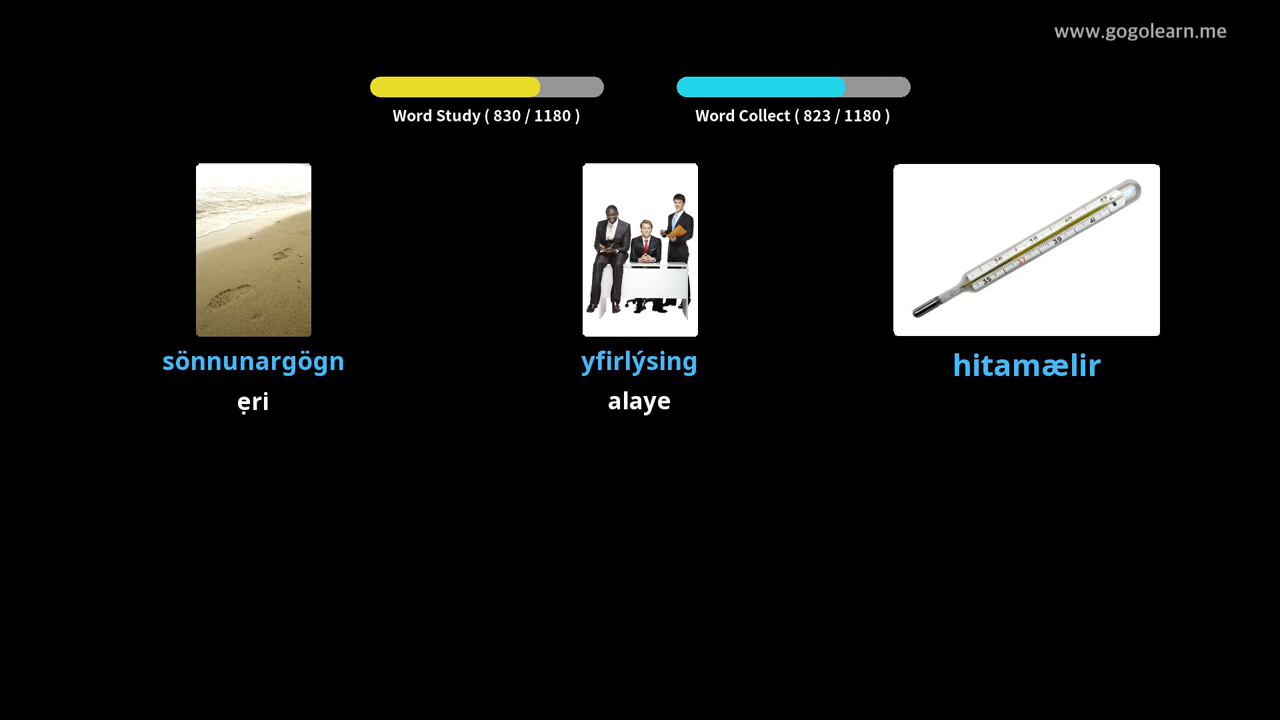 www.gogolearn.me
Word Study ( 830 / 1180 )
Word Collect ( 823 / 1180 )
sönnunargögn
ẹri
yfirlýsing
alaye
hitamælir